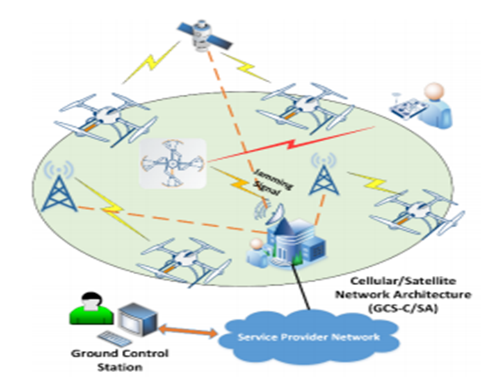 Jamming
Signal
Cellular/Satellite
Network Architecture
(GCS-C/SA)
Service Provider Network
Ground Control
Station